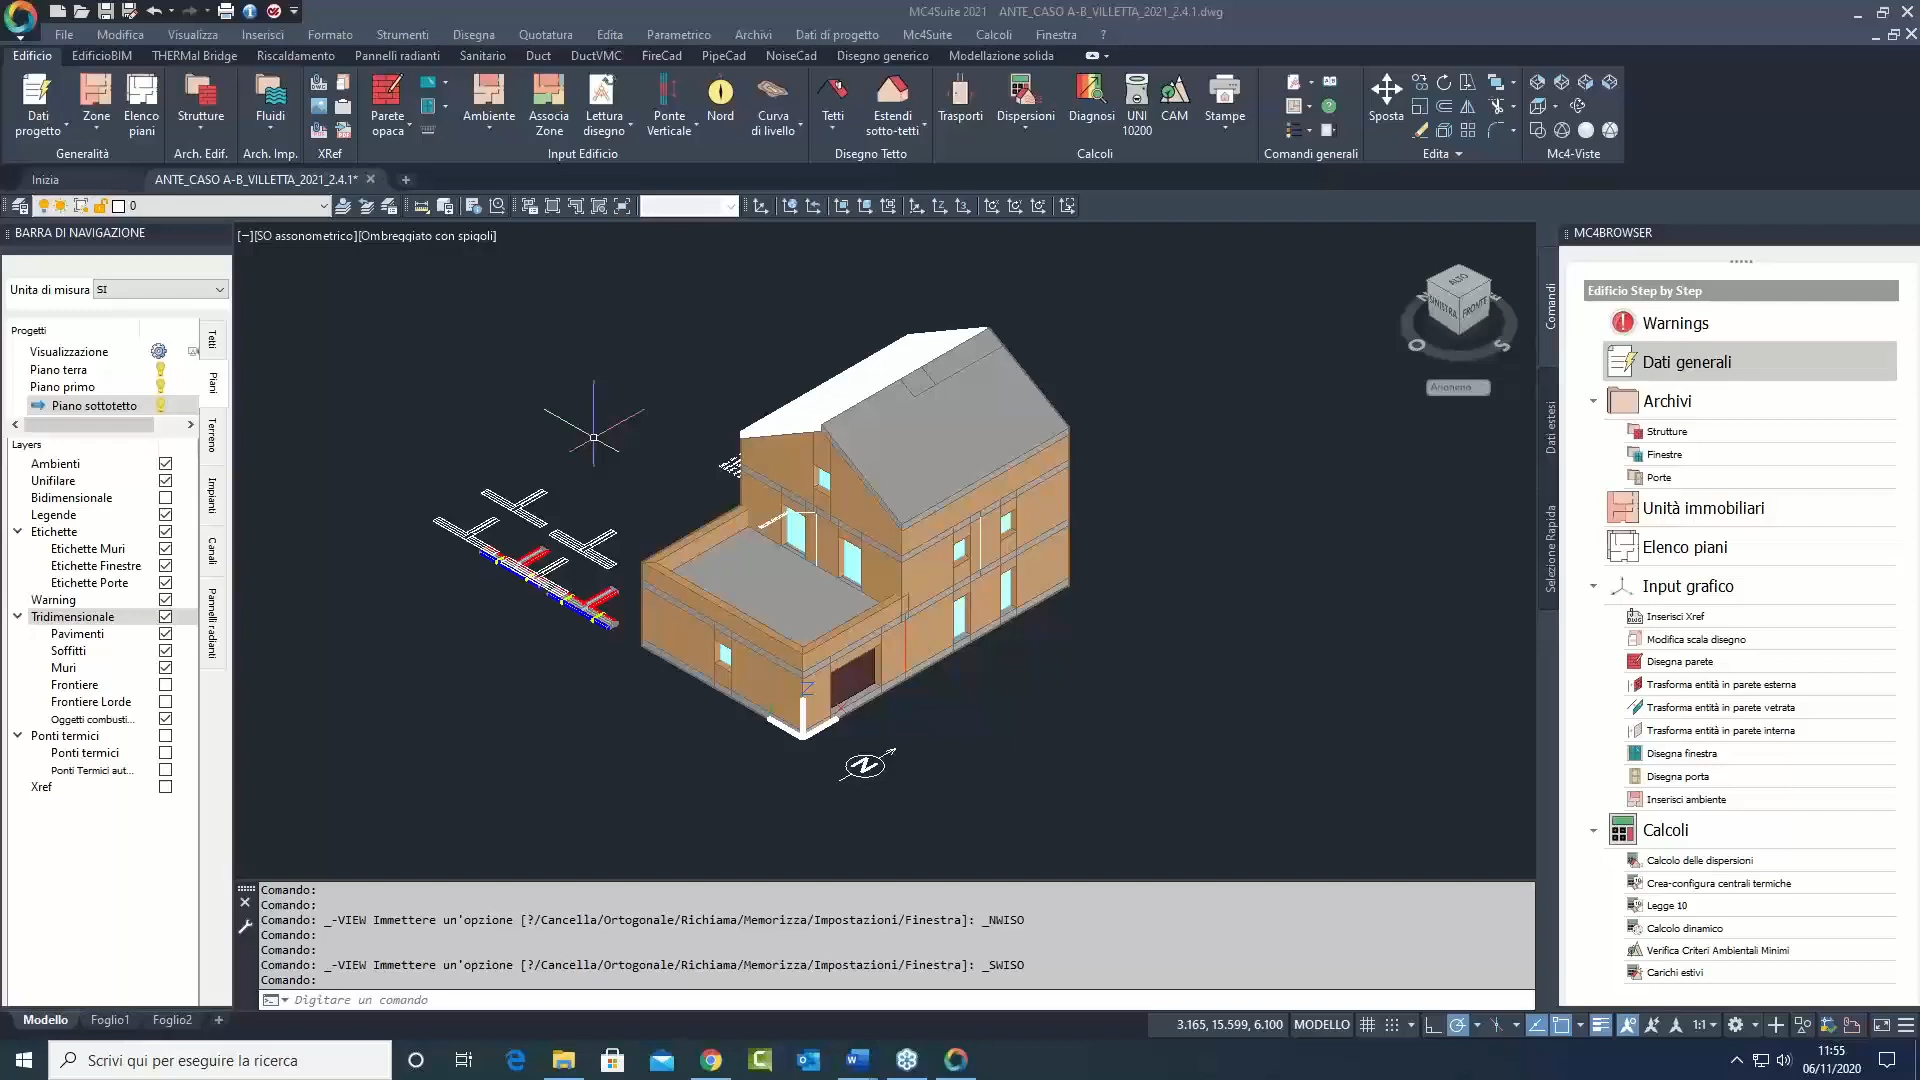 MC4Suite 2021 ANTE_CASO A-B_VILLETTA_2021_2.4.1.dwg
File Modifica Visualizza Inserisci Formato Strumenti Disegna Quotatura Edita Parametrico Archivi Dati di progetto Mc4Suite Calcoli Finestra ?
Edificio EdificioBIM THERMal Bridge Riscaldamento Pannelli radianti Sanitario Duct DuctVMC FireCad PipeCad NoiseCad Disegno generico Modellazione solida
Dati progetto
Zone
Elenco piani
Strutture
Fluidi
Parete opaca
Ambiente
Associa Zone
Lettura disegno
Ponte Verticale
Nord
Curva di livello
Tetti
Estendi sotto-tetti
Trasporti
Dispersioni
Diagnosi
UNI 10200
CAM
Stampe
Sposta
Generalità Arch. Edif. Arch. Imp. XRef Input Edificio Disegno Tetto Calcoli Comandi generali Edita Mc4-Viste
Inizia ANTE_CASO A-B_VILLETTA_2021_2.4.1*
0
BARRA DI NAVIGAZIONE
Unita di misura SI
Progetti
Visualizzazione
Piano terra
Piano primo
Piano sottotetto
Layers
Ambienti
Unifilare
Bidimensionale
Legende
Etichette
Etichette Muri
Etichette Finestre
Etichette Porte
Warning
Tridimensionale
Pavimenti
Soffitti
Muri
Frontiere
Frontiere Lorde
Oggetti combusti...
Ponti termici
Ponti termici
Ponti Termici aut...
Xref
Tetti
Piani
Terreno
Impianti
Canali
Pannelli radianti
[−][SO assonometrico][Ombreggiato con spigoli]
ALTO
SINISTRA
FRONTE
O
S
Anonimo
N
Z
Comandi
Dati estesi
Selezione Rapida
MC4BROWSER
Edificio Step by Step
Warnings
Dati generali
Archivi
Strutture
Finestre
Porte
Unità immobiliari
Elenco piani
Input grafico
Inserisci Xref
Modifica scala disegno
Disegna parete
Trasforma entità in parete esterna
Trasforma entità in parete vetrata
Trasforma entità in parete interna
Disegna finestra
Disegna porta
Inserisci ambiente
Calcoli
Calcolo delle dispersioni
Crea-configura centrali termiche
Legge 10
Calcolo dinamico
Verifica Criteri Ambientali Minimi
Carichi estivi
Comando:
Comando:
Comando: _-VIEW Immettere un'opzione [?/Cancella/Ortogonale/Richiama/Memorizza/Impostazioni/Finestra]: _NWISO
Comando:
Comando:
Comando: _-VIEW Immettere un'opzione [?/Cancella/Ortogonale/Richiama/Memorizza/Impostazioni/Finestra]: _SWISO
Comando:
Digitare un comando
Modello Foglio1 Foglio2 +
3.165, 15.599, 6.100 MODELLO 1:1
Scrivi qui per eseguire la ricerca
11:55
06/11/2020